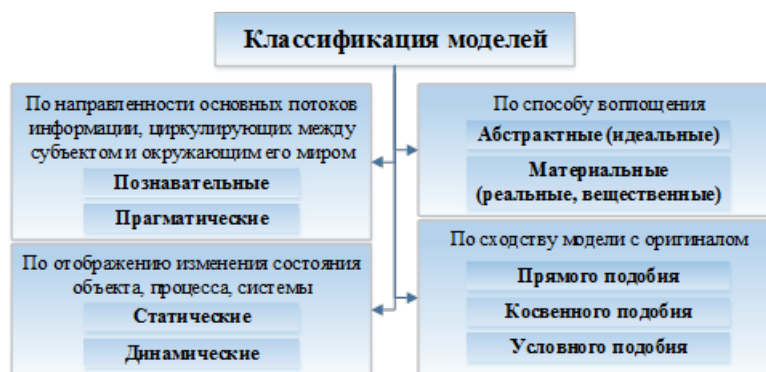 Классификация моделей
По направленности основных потоков
информации, циркулирующих между
субъектом и окружающим его миром
Познавательные
Прагматические
По способу воплощения
Абстрактные (идеальные)
Материальные
(реальные, вещественные)
По отображению изменения состояния
объекта, процесса, системы
Статические
Динамические
По сходству модели с оригиналом
Прямого подобия
Косвенного подобия
Условного подобия